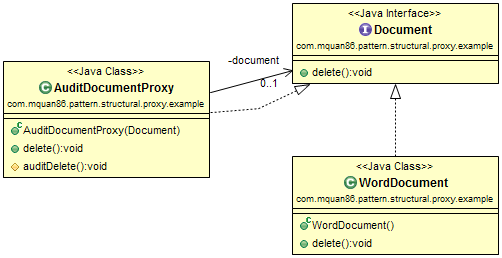 <<Java Interface>>
Document
com.mquan86.pattern.structural.proxy.example
delete():void
-document
0..1
<<Java Class>>
AuditDocumentProxy
com.mquan86.pattern.structural.proxy.example
AuditDocumentProxy(Document)
delete():void
auditDelete():void
<<Java Class>>
WordDocument
com.mquan86.pattern.structural.proxy.example
WordDocument()
delete():void